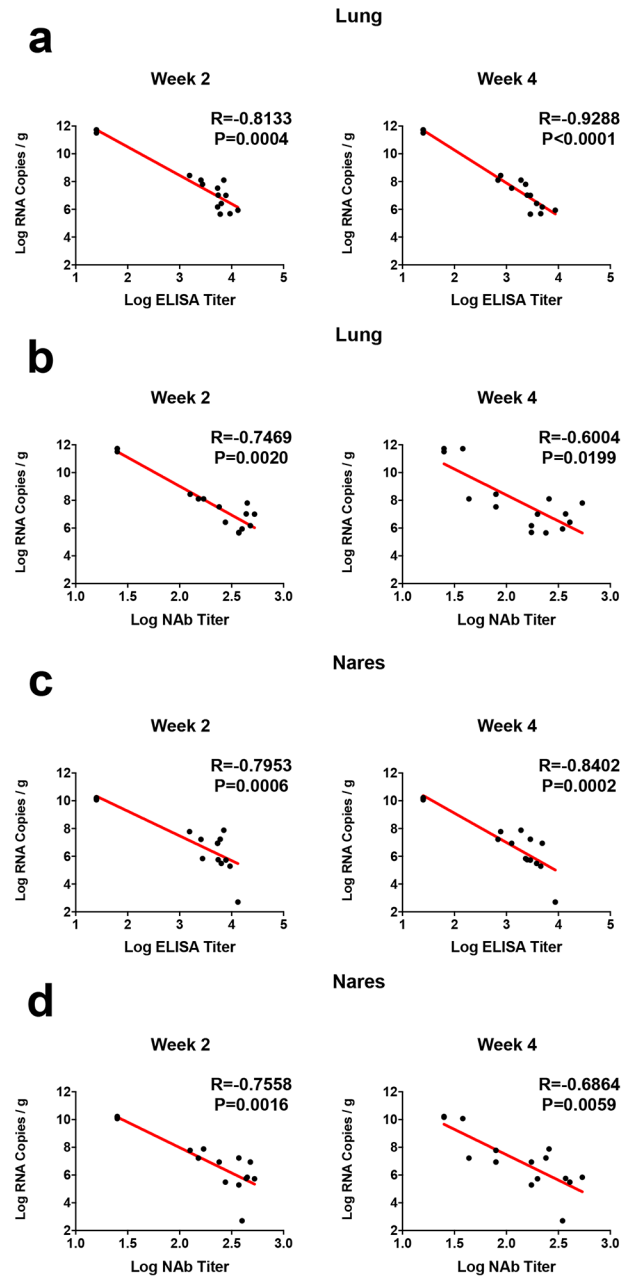 a
Lung
Week 2
R=-0.8133
P=0.0004
Log RNA Copies / g
12
10
8
6
4
2
1
2
3
4
5
Log ELISA Titer
Week 4
R=-0.9288
P<0.0001
Log RNA Copies / g
12
10
8
6
4
2
1
2
3
4
5
Log ELISA Titer
b
Lung
Week 2
R=-0.7469
P=0.0020
Log RNA Copies / g
12
10
8
6
4
2
1.0
1.5
2.0
2.5
3.0
Log NAb Titer
Week 4
R=-0.6004
P=0.0199
Log RNA Copies / g
12
10
8
6
4
2
1.0
1.5
2.0
2.5
3.0
Log NAb Titer
c
Nares
Week 2
R=-0.7953
P=0.0006
Log RNA Copies / g
12
10
8
6
4
2
1
2
3
4
5
Log ELISA Titer
Week 4
R=-0.8402
P=0.0002
Log RNA Copies / g
12
10
8
6
4
2
1
2
3
4
5
Log ELISA Titer
d
Nares
Week 2
R=-0.7558
P=0.0016
Log RNA Copies / g
12
10
8
6
4
2
1.0
1.5
2.0
2.5
3.0
Log NAb Titer
Week 4
R=-0.6864
P=0.0059
Log RNA Copies / g
12
10
8
6
4
2
1.0
1.5
2.0
2.5
3.0
Log NAb Titer